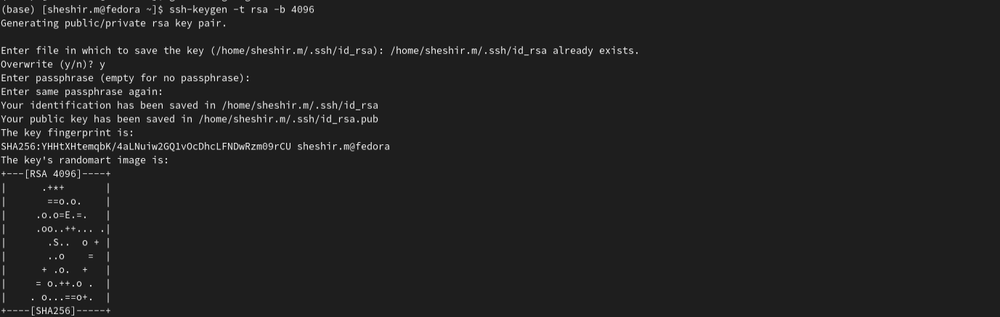 (base) [sheshir.m@fedora ~]$ ssh-keygen -t rsa -b 4096
Generating public/private rsa key pair.
Enter file in which to save the key (/home/sheshir.m/.ssh/id_rsa): /home/sheshir.m/.ssh/id_rsa already exists.
Overwrite (y/n)? y
Enter passphrase (empty for no passphrase):
Enter same passphrase again:
Your identification has been saved in /home/sheshir.m/.ssh/id_rsa
Your public key has been saved in /home/sheshir.m/.ssh/id_rsa.pub
The key fingerprint is:
SHA256:YHHtXHtemqbK/4aLNuiw2GQ1vOcDhcLFNDwRzm09rCU sheshir.m@fedora
The key's randomart image is:
+---[RSA 4096]----+
|      .+*+       |
|       ==o.o.    |
|     .o.o=E.=.   |
|     .oo..++... .|
|       .S..  o + |
|       ..o    =  |
|      + .o.  +   |
|     = o.++.o .  |
|    . o...==o+.  |
+----[SHA256]-----+